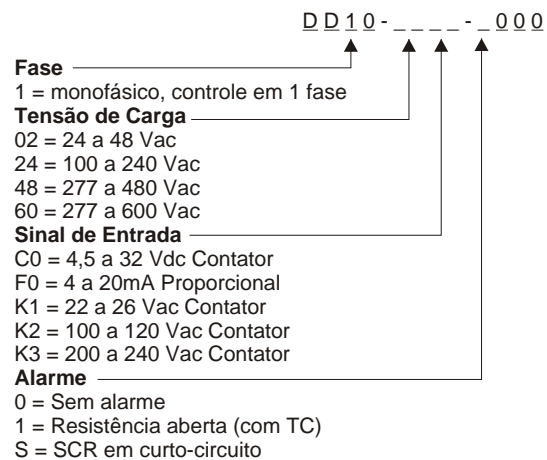 DD10-____-_000
Fase
1 = monofásico, controle em 1 fase
Tensão de Carga
02 = 24 a 48 Vac
24 = 100 a 240 Vac
48 = 277 a 480 Vac
60 = 277 a 600 Vac
Sinal de Entrada
C0 = 4,5 a 32 Vdc Contator
F0 = 4 a 20mA Proporcional
K1 = 22 a 26 Vac Contator
K2 = 100 a 120 Vac Contator
K3 = 200 a 240 Vac Contator
Alarme
0 = Sem alarme
1 = Resistência aberta (com TC)
S = SCR em curto-circuito